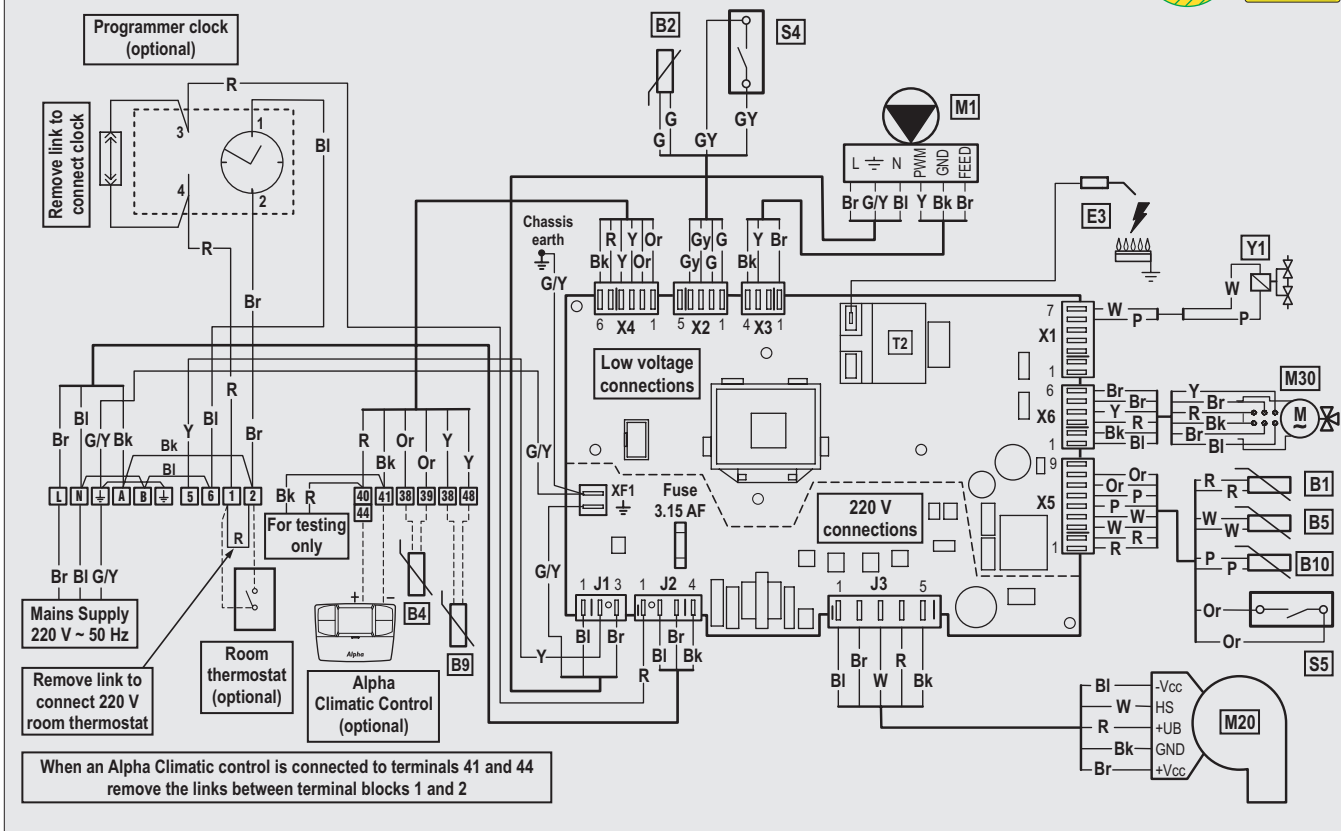 Programmer clock
(optional)
Remove link to
connect clock
R
3
4
1
2
Bl
R
Br
B2
S4
G
G
GY
GY
M1
L N PWM GND FEED
Br G/Y Bl Y Bk Br
E3
Y1
W
P
W
P
Chassis
earth
G/Y
Bk R Y Y Or Or
6 X4 1
Gy Gy G G
5 X2 1
Bk Y Br
4 X3 1
T2
Low voltage
connections
7
X1
1
6
X6
1
9
X5
1
Br
Br
Y
R
Bk
Bl
Y
Br
R
Bk
Br
Bl
M30
M
~
Or
Or
P
P
W
W
R
R
R
R
B1
W
W
B5
P
P
B10
Or
Or
S5
Br Bl G/Y Bk
Y Bl R Br
Bk
Bl
L N A B 5 6 1 2
R
Br Bl G/Y
Mains Supply
220 V ~ 50 Hz
Remove link to
connect 220 V
room thermostat
Room
thermostat
(optional)
R Bk Or Or Y Y
Bk R
40 41 38 39 38 48
44
For testing
only
+ −
Alpha
Alpha
Climatic Control
(optional)
B4
B9
G/Y
XF1
Fuse
3.15 AF
220 V
connections
G/Y
1 J1 3
1 J2 4
1 J3 5
Bl Br
Y
R Bl Br Bk
Bl Br W R Bk
Bl -Vcc
W HS
R +UB
Bk GND
Br +Vcc
M20
When an Alpha Climatic control is connected to terminals 41 and 44
remove the links between terminal blocks 1 and 2